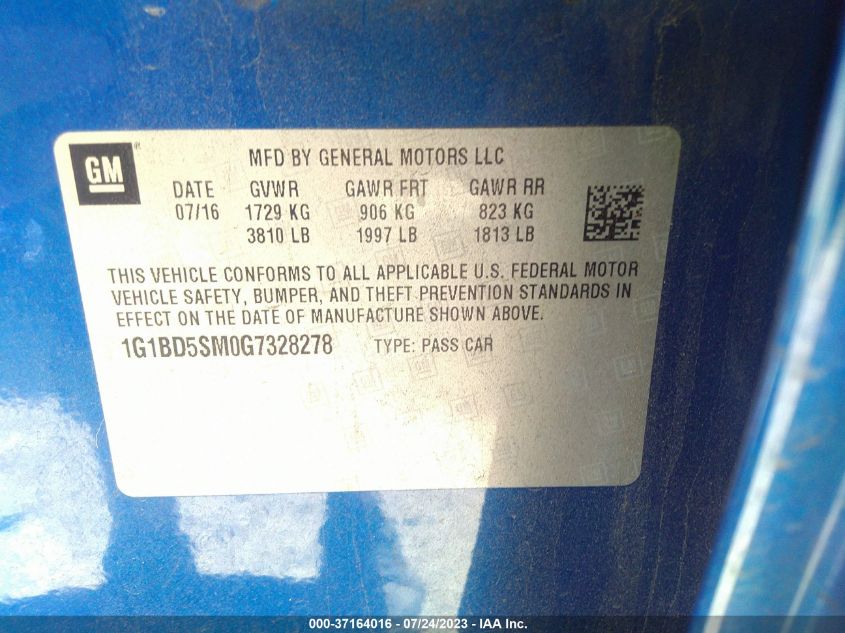 GM
MFD BY GENERAL MOTORS LLC
DATE GVWR GAWR FRT GAWR RR
07/16 1729 KG 906 KG 823 KG
3810 LB 1997 LB 1813 LB
THIS VEHICLE CONFORMS TO ALL APPLICABLE U.S. FEDERAL MOTOR
VEHICLE SAFETY, BUMPER, AND THEFT PREVENTION STANDARDS IN
EFFECT ON THE DATE OF MANUFACTURE SHOWN ABOVE.
1G1BD5SM0G7328278 TYPE: PASS CAR
000-37164016 - 07/24/2023 - IAA Inc.